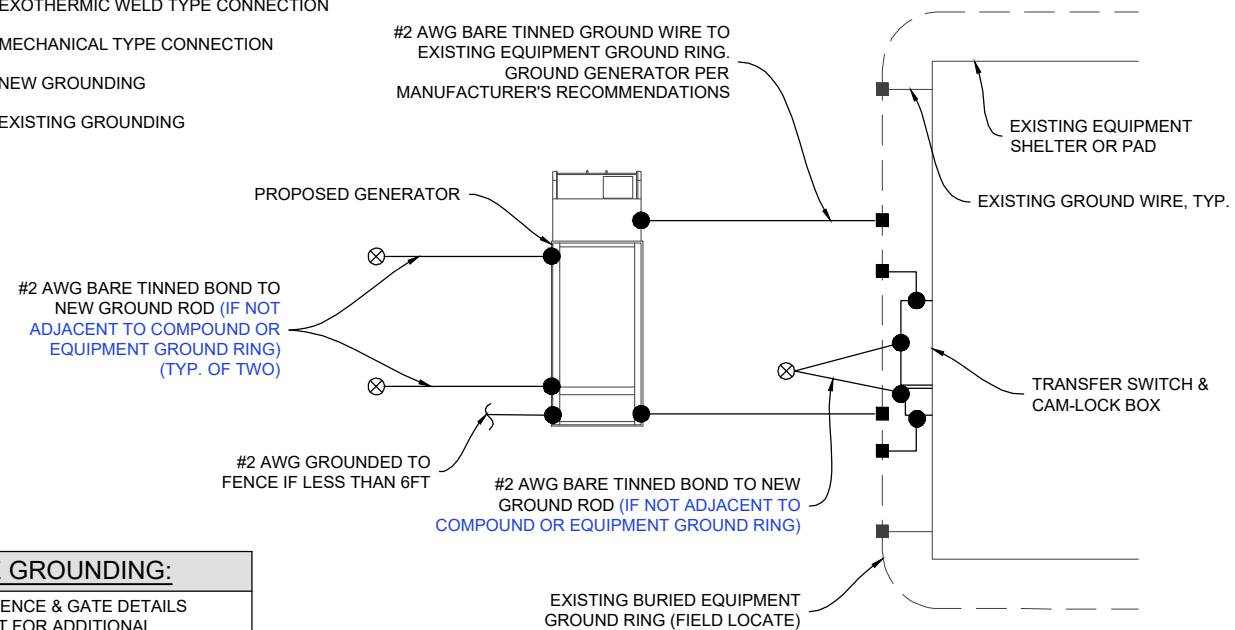 EXOTHERMIC WELD TYPE CONNECTION
MECHANICAL TYPE CONNECTION
NEW GROUNDING
EXISTING GROUNDING
#2 AWG BARE TINNED GROUND WIRE TO
EXISTING EQUIPMENT GROUND RING.
GROUND GENERATOR PER
MANUFACTURER'S RECOMMENDATIONS
EXISTING EQUIPMENT
SHELTER OR PAD
PROPOSED GENERATOR
EXISTING GROUND WIRE, TYP.
#2 AWG BARE TINNED BOND TO
NEW GROUND ROD (IF NOT
ADJACENT TO COMPOUND OR
EQUIPMENT GROUND RING)
(TYP. OF TWO)
TRANSFER SWITCH &
CAM-LOCK BOX
#2 AWG GROUNDED TO
FENCE IF LESS THAN 6FT
#2 AWG BARE TINNED BOND TO NEW
GROUND ROD (IF NOT ADJACENT TO
COMPOUND OR EQUIPMENT GROUND RING)
GROUNDING:
FENCE & GATE DETAILS
FOR ADDITIONAL
EXISTING BURIED EQUIPMENT
GROUND RING (FIELD LOCATE)